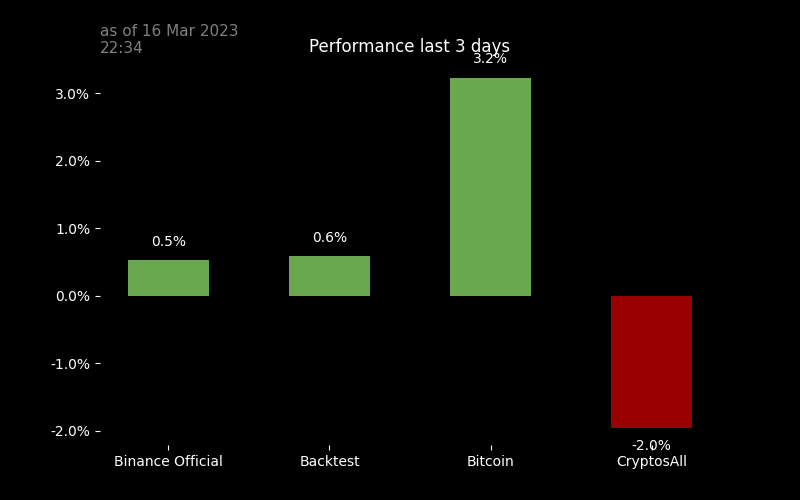 as of 16 Mar 2023
22:34
Performance last 3 days
3.2%
3.0%
2.0%
1.0%
0.5%
0.6%
0.0%
-1.0%
-2.0%
-2.0%
Binance Official
Backtest
Bitcoin
CryptosAll